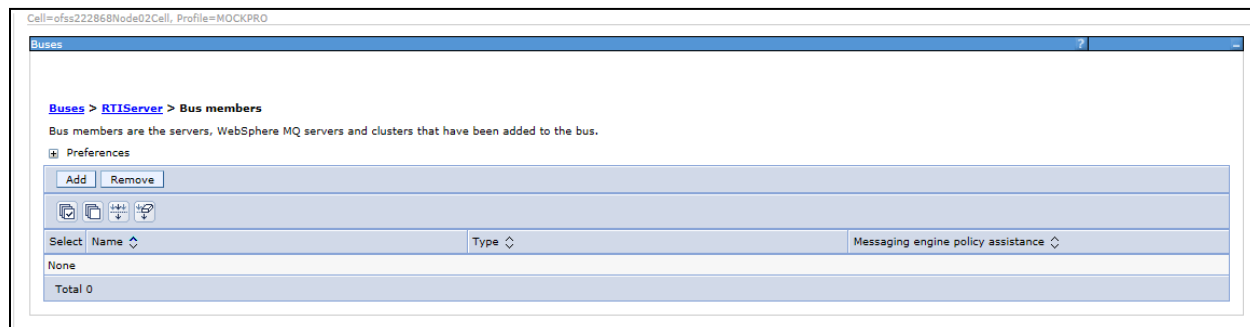 Cell=ofss222868Node02Cell, Profile=MOCKPRO
Buses ? _
Buses > RTIServer > Bus members
Bus members are the servers, WebSphere MQ servers and clusters that have been added to the bus.
Preferences
Add Remove
Select Name Type Messaging engine policy assistance
None
Total 0